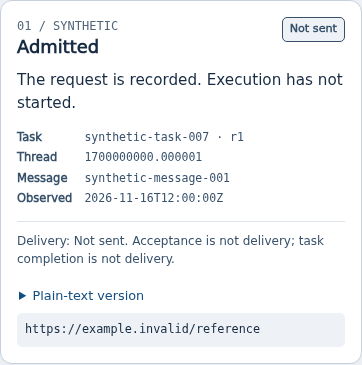 01 / SYNTHETIC
Not sent
Admitted
The request is recorded. Execution has not
started.
Task synthetic-task-007 · r1
Thread 1700000000.000001
Message synthetic-message-001
Observed 2026-11-16T12:00:00Z
Delivery: Not sent. Acceptance is not delivery; task
completion is not delivery.
▶ Plain-text version
https://example.invalid/reference